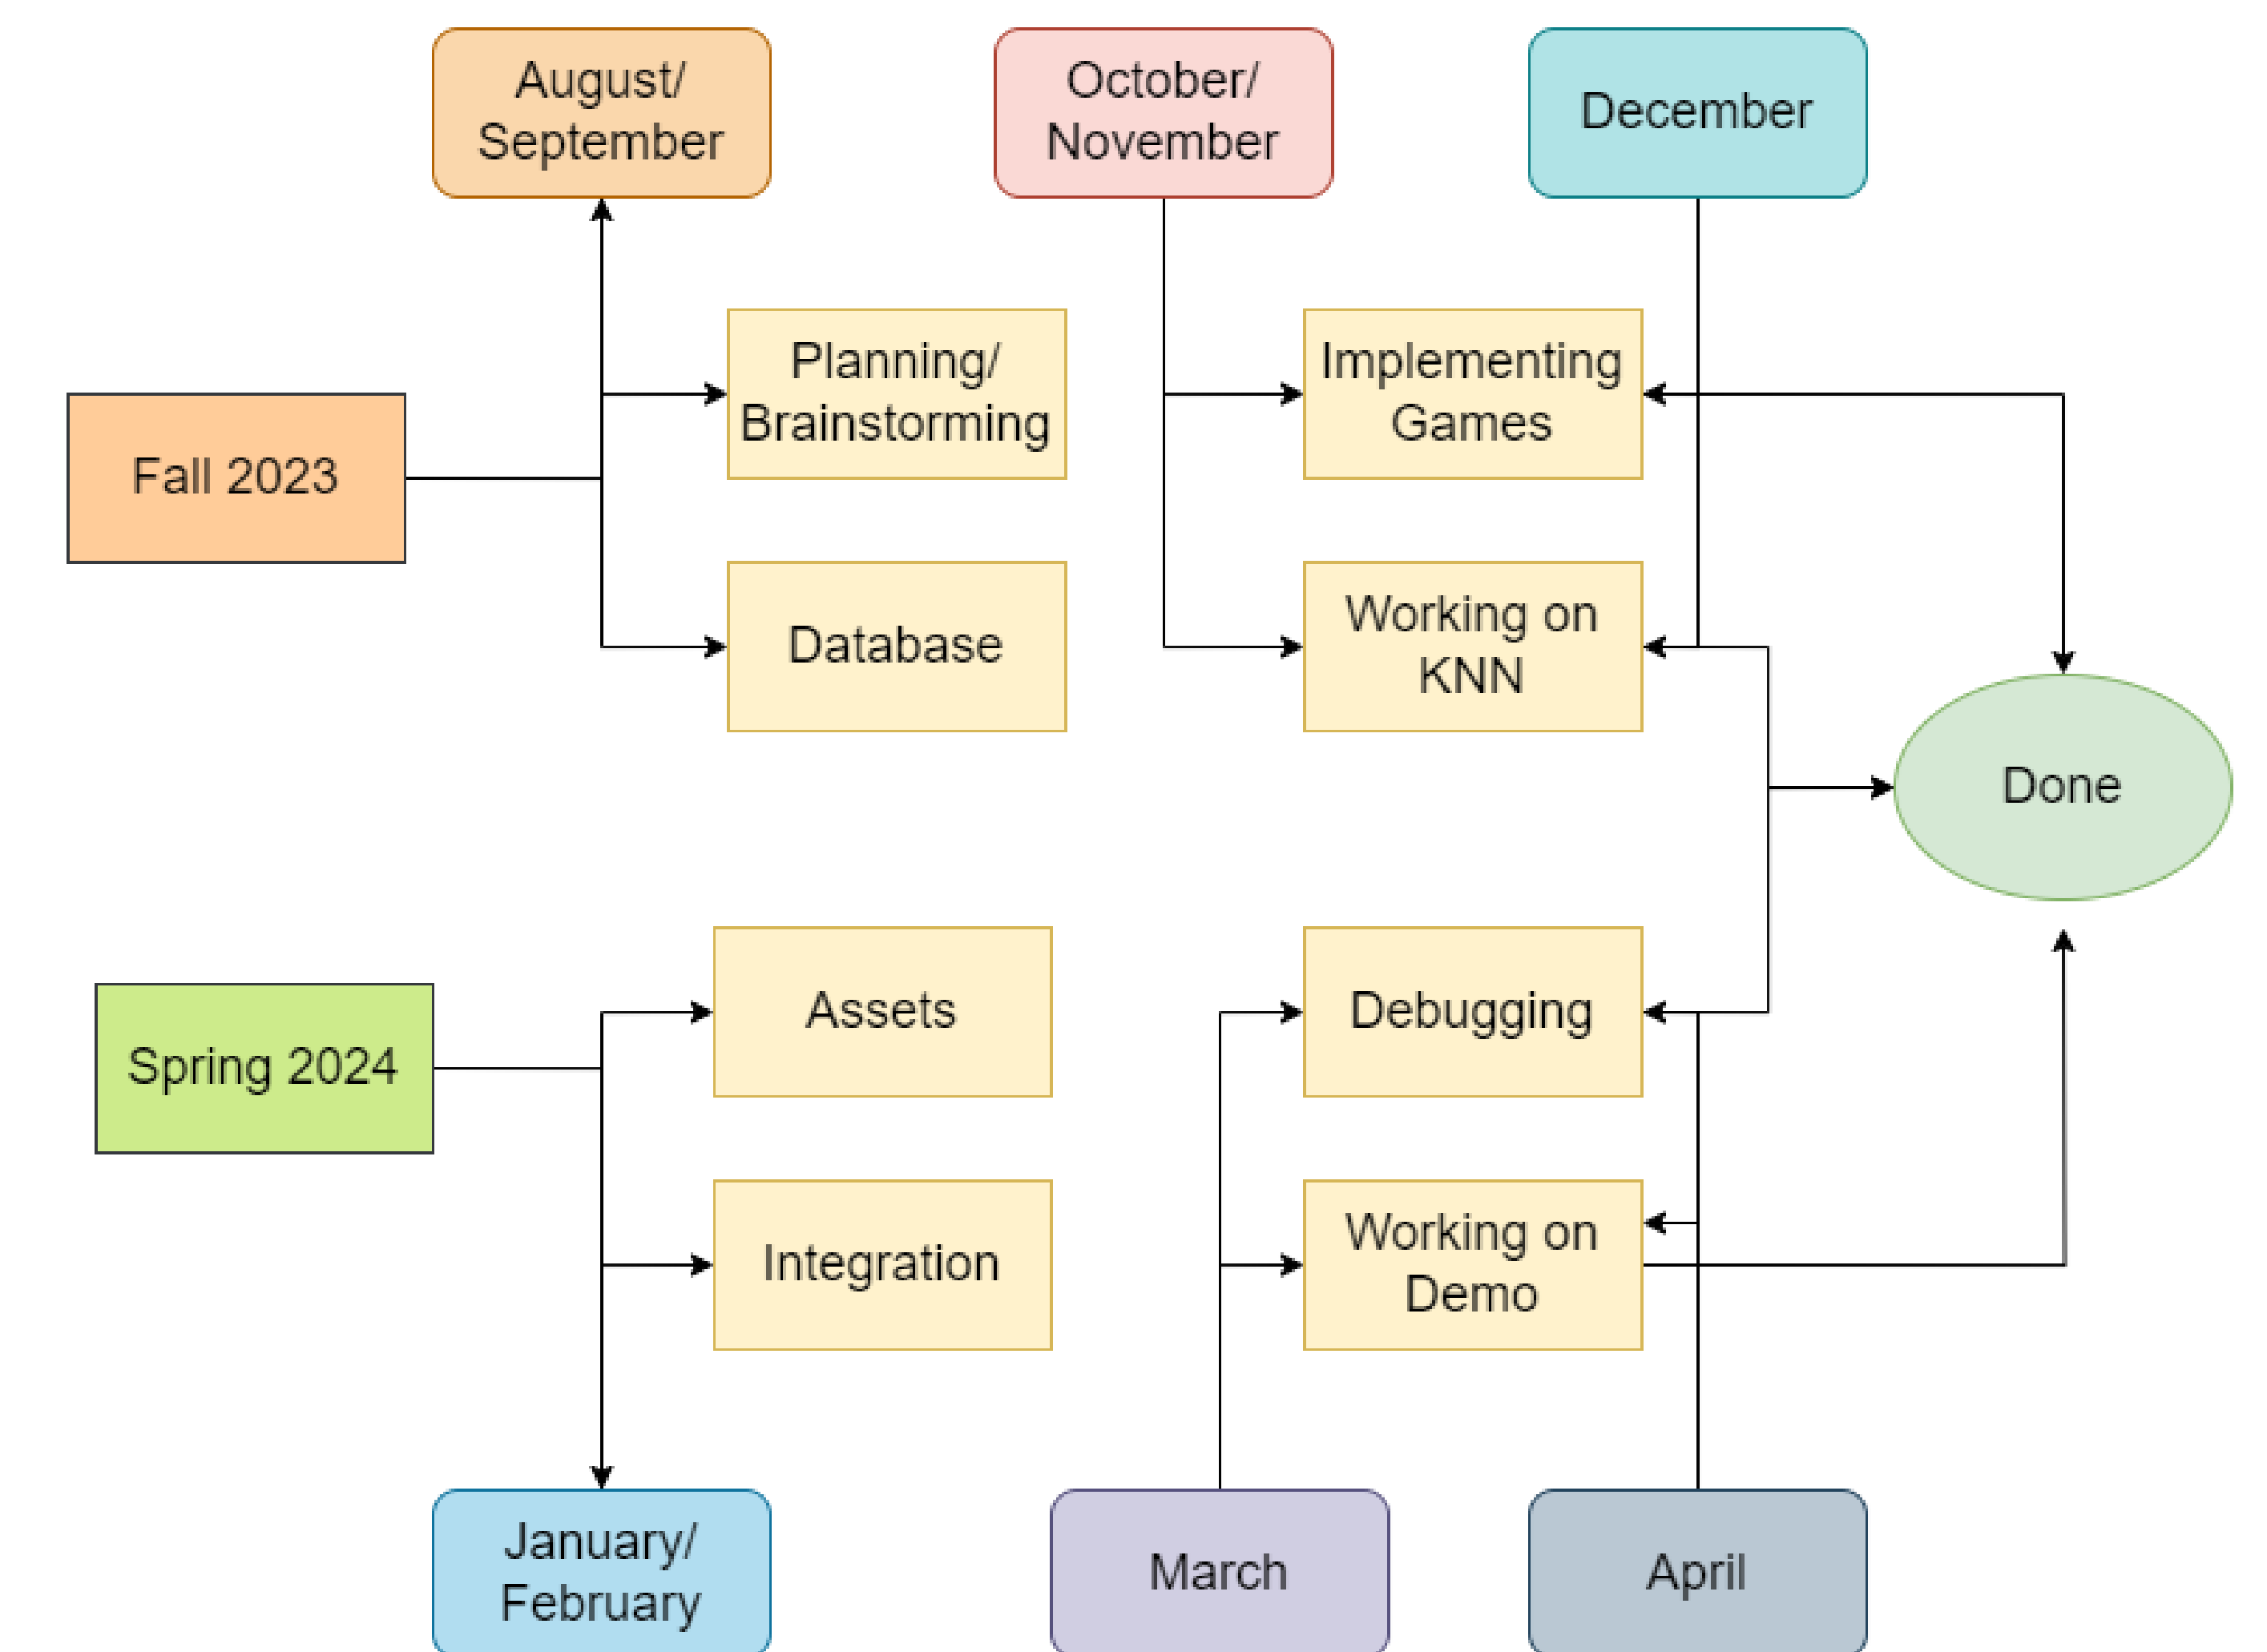 August/
September
October/
November
December
Planning/
Brainstorming
Implementing
Games
Fall 2023
Database
Working on
KNN
Done
Assets
Debugging
Spring 2024
Integration
Working on
Demo
January/
February
March
April